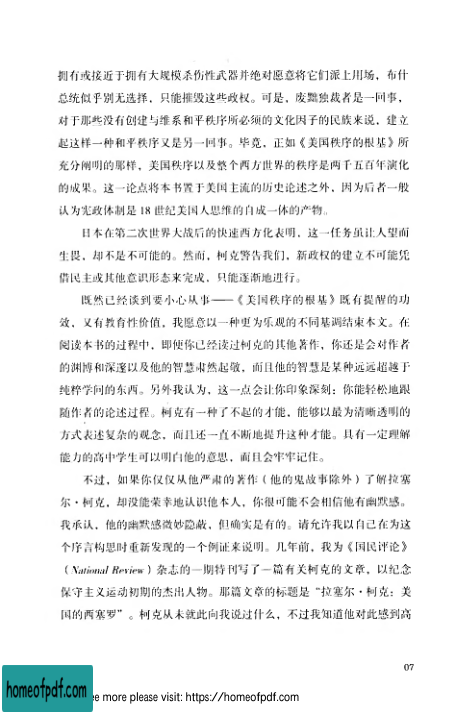 拥有或接近于拥有大规模杀伤性武器并绝对愿意将它们派上用场，布什
总统似乎别无选择，只能摧毁这些政权。可是，废黜独裁者是一回事，
对于那些没有创建与维系和平秩序所必须的文化因子的民族来说，建立
起这样一种和平秩序又是另一回事。毕竟，正如《美国秩序的根基》所
充分阐明的那样，美国秩序以及整个西方世界的秩序是两千五百年演化
的成果。这一论点将本书置于美国主流的历史论述之外，因为后者一般
认为宪政体制是 18 世纪美国人思维的自成一体的产物。
日本在第二次世界大战后的快速西方化表明，这一任务虽让人望而
生畏，却不是不可能的。然而，柯克警告我们，新政权的建立不可能凭
借民主或其他意识形态来完成，只能逐渐地进行。
既然已经谈到要小心从事——《美国秩序的根基》既有提醒的功
效，又有教育性价值，我愿意以一种更为乐观的不同基调结束本文。在
阅读本书的过程中，即使你已经读过柯克的其他著作，你还是会对作者
的渊博和深邃以及他的智慧肃然起敬，而且他的智慧是某种远远超越于
纯粹学问的东西。另外我认为，这一点会让你印象深刻：你能轻松地跟
随作者的论述过程。柯克有一种了不起的才能，能够以最为清晰透明的
方式表述复杂的观念，而且还一直不断地提升这种才能。具有一定理解
能力的高中学生可以明白他的意思，而且会牢牢记住。
不过，如果你仅仅从他严肃的著作（他的鬼故事除外）了解拉塞
尔·柯克，却没能荣幸地认识他本人，你很可能不会相信他有幽默感。
我承认，他的幽默感微妙隐蔽，但确实是有的。请允许我以自己在为这
个序言构思时重新发现的一个例证来说明。几年前，我为《国民评论》
（National Review）杂志的一期特刊写了一篇有关柯克的文章，以纪念
保守主义运动初期的杰出人物。那篇文章的标题是“拉塞尔·柯克：美
国的西塞罗”。柯克从未就此向我说过什么，不过我知道他对此感到高
07
homeofpdf.com
ee more please visit: https://homeofpdf.com